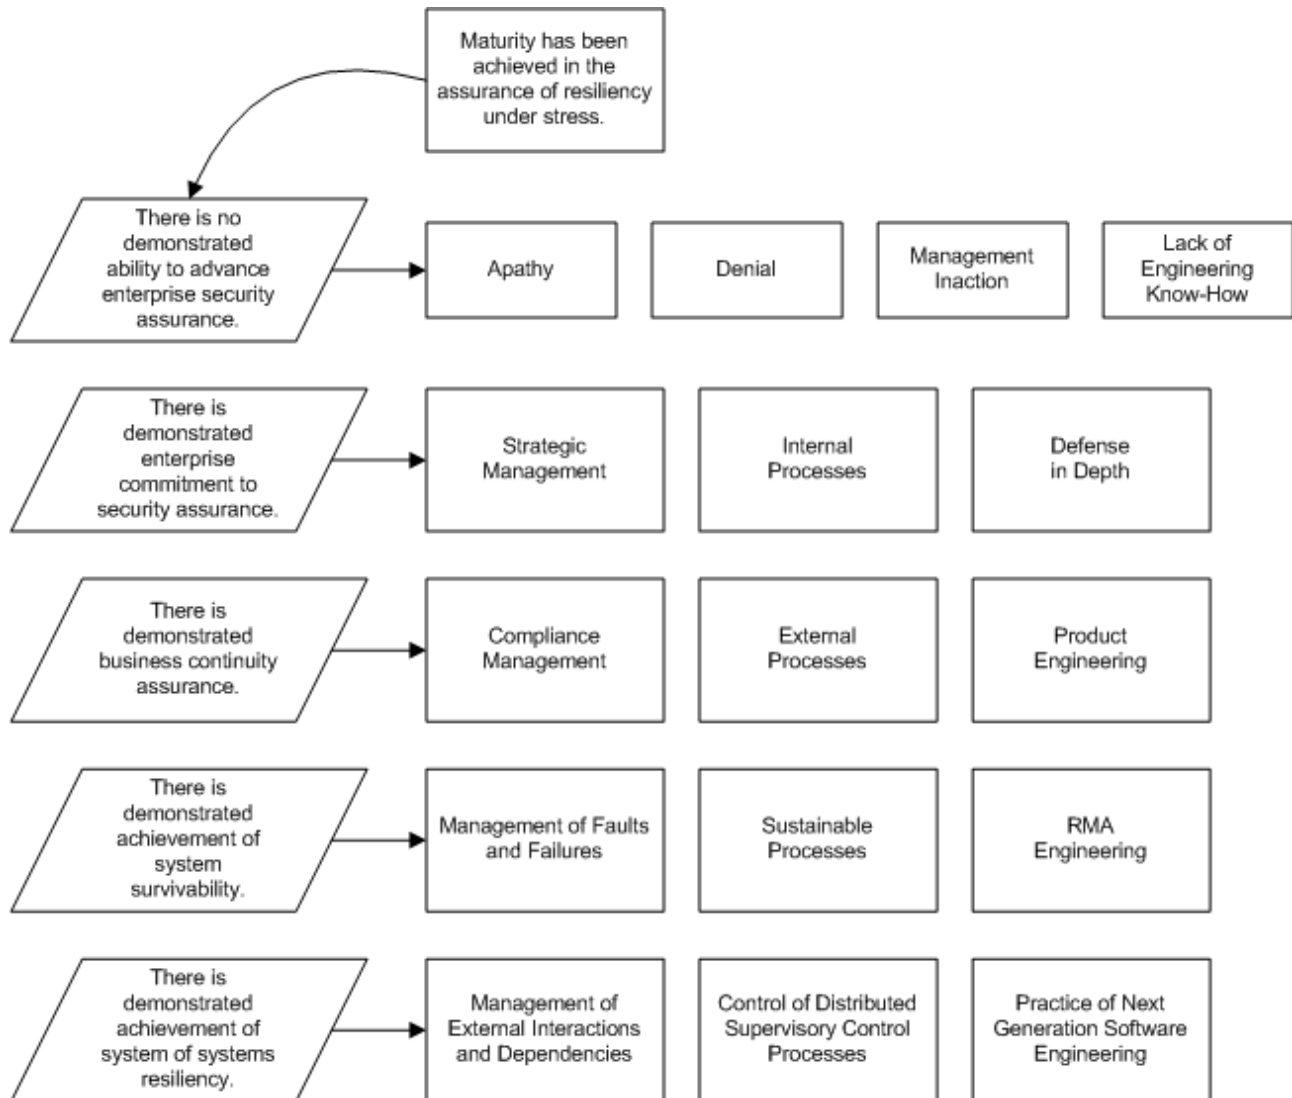 Maturity has been
achieved in the
assurance of resiliency
under stress.
There is no
demonstrated
ability to advance
enterprise security
assurance.
Apathy
Denial
Management
Inaction
Lack of
Engineering
Know-How
There is
demonstrated
enterprise
commitment to
security assurance.
Strategic
Management
Internal
Processes
Defense
in Depth
There is
demonstrated
business continuity
assurance.
Compliance
Management
External
Processes
Product
Engineering
There is
demonstrated
achievement of
system
survivability.
Management of Faults
and Failures
Sustainable
Processes
RMA
Engineering
There is
demonstrated
achievement of
system of systems
resiliency.
Management of
External Interactions
and Dependencies
Control of Distributed
Supervisory Control
Processes
Practice of Next
Generation Software
Engineering